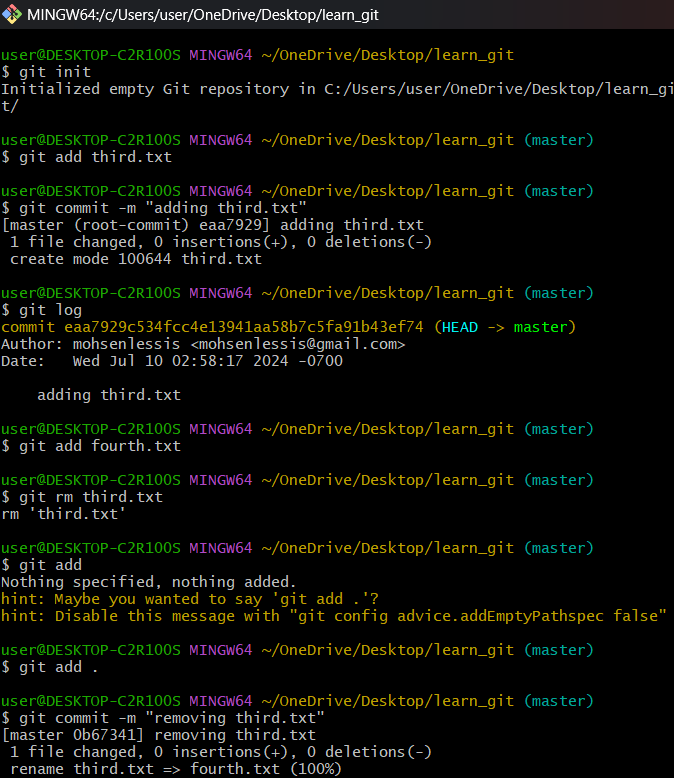 MINGW64:/c/Users/user/OneDrive/Desktop/learn_git
user@DESKTOP-C2R1OOS MINGW64 ~/OneDrive/Desktop/learn_git
$ git init
Initialized empty Git repository in C:/Users/user/OneDrive/Desktop/learn_gi
t/
user@DESKTOP-C2R1OOS MINGW64 ~/OneDrive/Desktop/learn_git (master)
$ git add third.txt
user@DESKTOP-C2R1OOS MINGW64 ~/OneDrive/Desktop/learn_git (master)
$ git commit -m "adding third.txt"
[master (root-commit) eaa7929] adding third.txt
 1 file changed, 0 insertions(+), 0 deletions(-)
 create mode 100644 third.txt
user@DESKTOP-C2R1OOS MINGW64 ~/OneDrive/Desktop/learn_git (master)
$ git log
commit eaa7929c534fcc4e13941aa58b7c5fa91b43ef74 (HEAD -> master)
Author: mohsenlessis <mohsenlessis@gmail.com>
Date:   Wed Jul 10 02:58:17 2024 -0700
    adding third.txt
user@DESKTOP-C2R1OOS MINGW64 ~/OneDrive/Desktop/learn_git (master)
$ git add fourth.txt
user@DESKTOP-C2R1OOS MINGW64 ~/OneDrive/Desktop/learn_git (master)
$ git rm third.txt
rm 'third.txt'
user@DESKTOP-C2R1OOS MINGW64 ~/OneDrive/Desktop/learn_git (master)
$ git add
Nothing specified, nothing added.
hint: Maybe you wanted to say 'git add .'?
hint: Disable this message with "git config advice.addEmptyPathspec false"
user@DESKTOP-C2R1OOS MINGW64 ~/OneDrive/Desktop/learn_git (master)
$ git add .
user@DESKTOP-C2R1OOS MINGW64 ~/OneDrive/Desktop/learn_git (master)
$ git commit -m "removing third.txt"
[master 0b67341] removing third.txt
 1 file changed, 0 insertions(+), 0 deletions(-)
 rename third.txt => fourth.txt (100%)